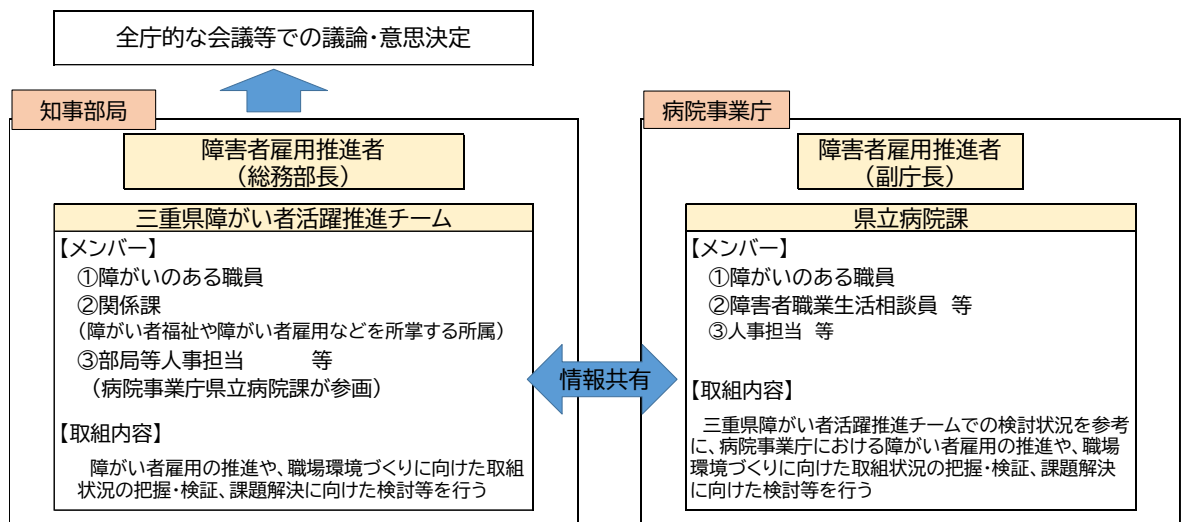 全庁的な会議等での議論・意思決定
知事部局
障害者雇用推進者
（総務部長）
三重県障がい者活躍推進チーム
【メンバー】
①障がいのある職員
②関係課
（障がい者福祉や障がい者雇用などを所掌する所属）
③部局等人事担当　　　等
（病院事業庁県立病院課が参画）
【取組内容】
障がい者雇用の推進や、職場環境づくりに向けた取組
状況の把握・検証、課題解決に向けた検討等を行う
情報共有
病院事業庁
障害者雇用推進者
（副庁長）
県立病院課
【メンバー】
①障がいのある職員
②障害者職業生活相談員　等
③人事担当　等
【取組内容】
三重県障がい者活躍推進チームでの検討状況を参考
に、病院事業庁における障がい者雇用の推進や、職場
環境づくりに向けた取組状況の把握・検証、課題解決
に向けた検討等を行う